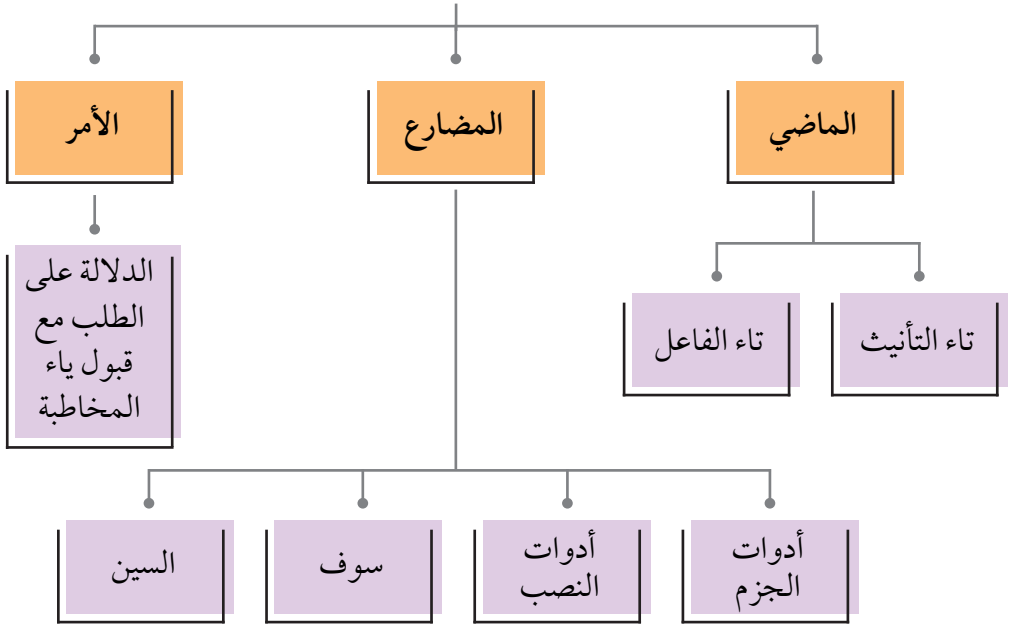 الماضي
المضارع
الأمر
تاء التأنيث
تاء الفاعل
الدلالة على
الطلب مع
قبول ياء
المخاطبة
أدوات
الجزم
أدوات
النصب
سوف
السين